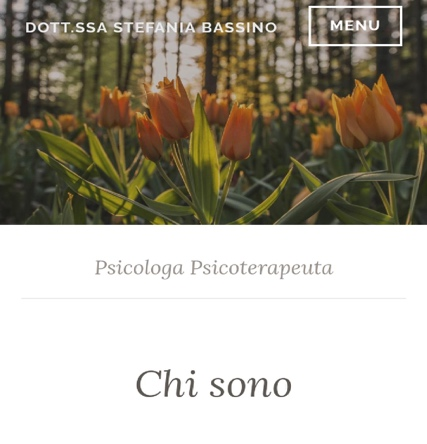 DOTT.SSA STEFANIA BASSINO
MENU
Psicologa Psicoterapeuta
Chi sono